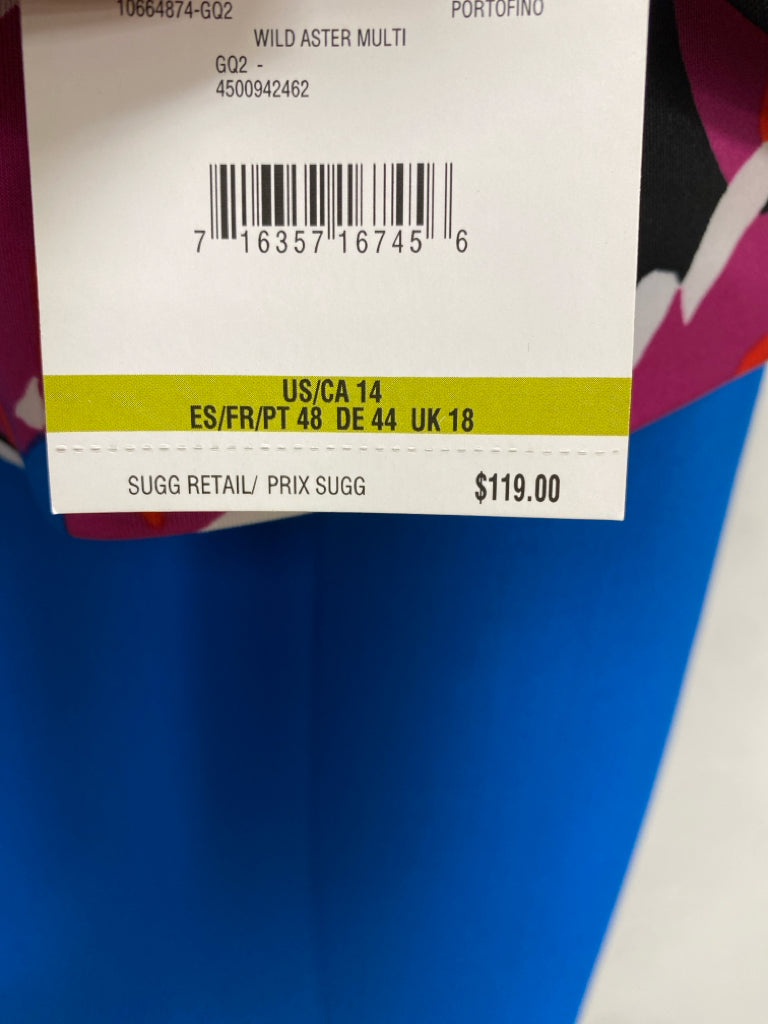 10664874-GQ2 PORTOFINO
WILD ASTER MULTI
GQ2 -
4500942462
7 16357 16745 6
US/CA 14
ES/FR/PT 48 DE 44 UK 18
SUGG RETAIL/ PRIX SUGG $119.00